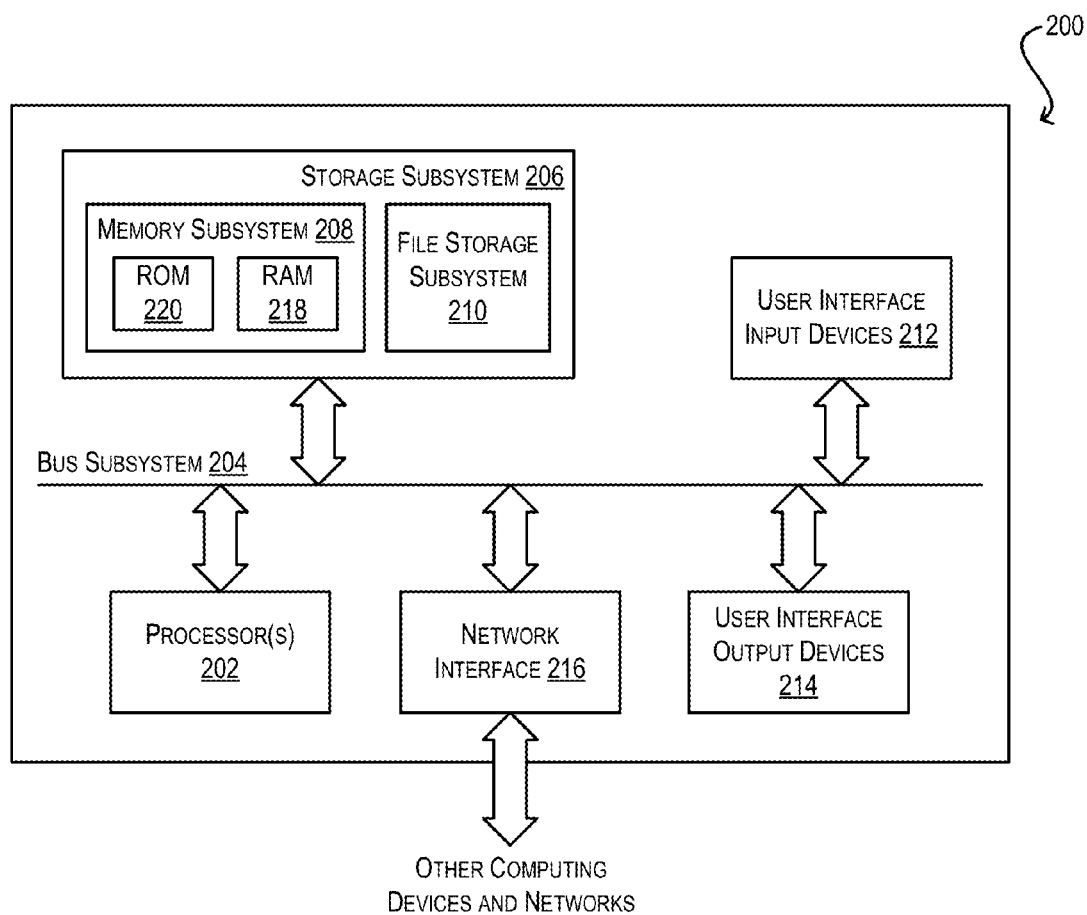 200
STORAGE SUBSYSTEM 206
MEMORY SUBSYSTEM 208
ROM
220
RAM
218
FILE STORAGE
SUBSYSTEM
210
USER INTERFACE
INPUT DEVICES 212
BUS SUBSYSTEM 204
PROCESSOR(S)
202
NETWORK
INTERFACE 216
USER INTERFACE
OUTPUT DEVICES
214
OTHER COMPUTING
DEVICES AND NETWORKS